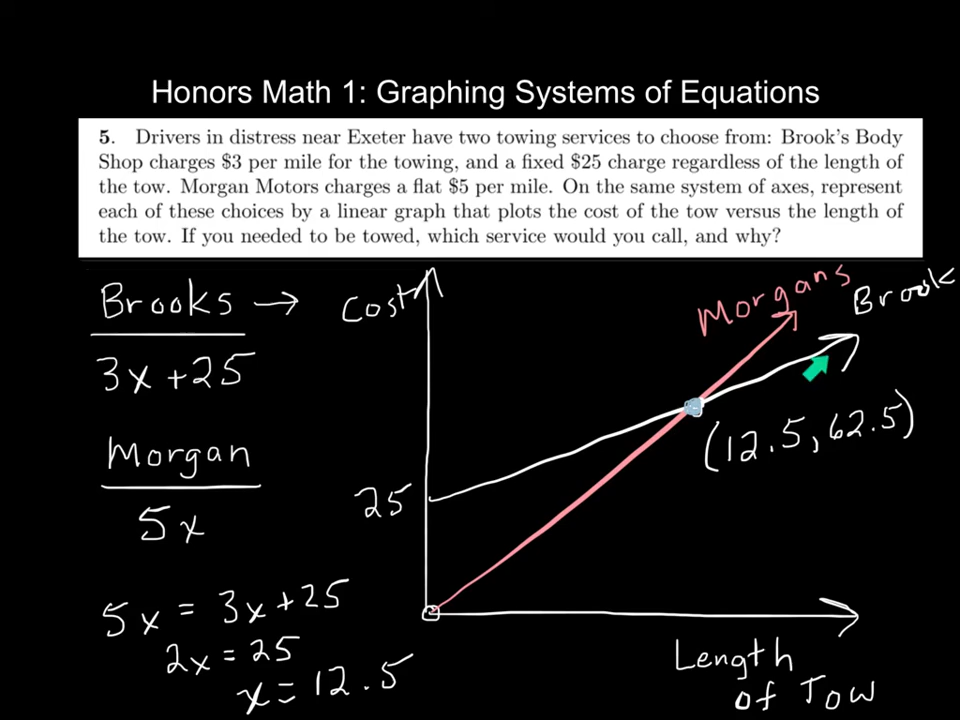 Honors Math 1: Graphing Systems of Equations
5. Drivers in distress near Exeter have two towing services to choose from: Brook's Body
Shop charges $3 per mile for the towing, and a fixed $25 charge regardless of the length of
the tow. Morgan Motors charges a flat $5 per mile. On the same system of axes, represent
each of these choices by a linear graph that plots the cost of the tow versus the length of
the tow. If you needed to be towed, which service would you call, and why?
Brooks →
3x+25
Morgan
5x
5x = 3x+25
2x = 25
x = 12.5
Cost
Morgans
Brook
(12.5, 62.5)
25
Length
of Tow